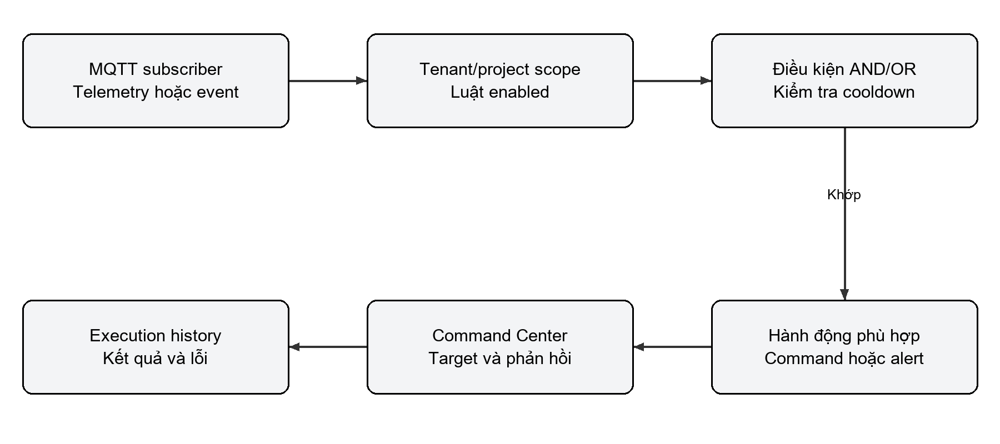 MQTT subscriber
Telemetry hoặc event
Tenant/project scope
Luật enabled
Điều kiện AND/OR
Kiểm tra cooldown
Khớp
Hành động phù hợp
Command hoặc alert
Command Center
Target và phản hồi
Execution history
Kết quả và lỗi